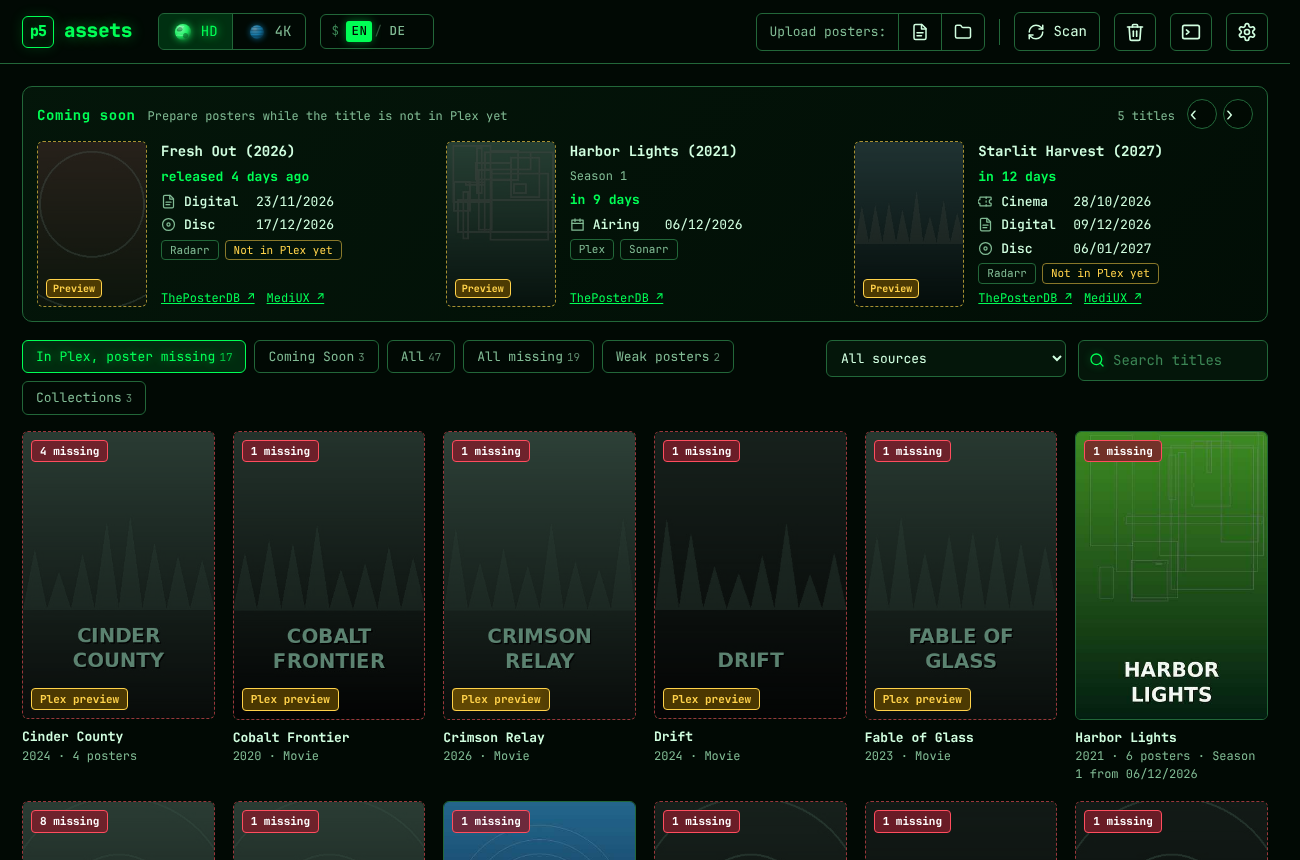 p5 assets HD 4K $ EN / DE Upload posters: Scan
Coming soon Prepare posters while the title is not in Plex yet 5 titles
Fresh Out (2026)
released 4 days ago
Digital 23/11/2026
Disc 17/12/2026
Radarr Not in Plex yet
Preview
ThePosterDB ↗ MediUX ↗
Harbor Lights (2021)
Season 1
in 9 days
Airing 06/12/2026
Plex Sonarr
Preview
ThePosterDB ↗
Starlit Harvest (2027)
in 12 days
Cinema 28/10/2026
Digital 09/12/2026
Disc 06/01/2027
Radarr Not in Plex yet
Preview
ThePosterDB ↗ MediUX ↗
In Plex, poster missing 17 Coming Soon 3 All 47 All missing 19 Weak posters 2 All sources Search titles
Collections 3
4 missing
CINDER
COUNTY
Plex preview
Cinder County
2024 · 4 posters
1 missing
COBALT
FRONTIER
Plex preview
Cobalt Frontier
2020 · Movie
1 missing
CRIMSON
RELAY
Plex preview
Crimson Relay
2026 · Movie
1 missing
DRIFT
Plex preview
Drift
2024 · Movie
1 missing
FABLE OF
GLASS
Plex preview
Fable of Glass
2023 · Movie
1 missing
HARBOR
LIGHTS
Harbor Lights
2021 · 6 posters · Season
1 from 06/12/2026
8 missing
1 missing
1 missing
1 missing
1 missing
1 missing